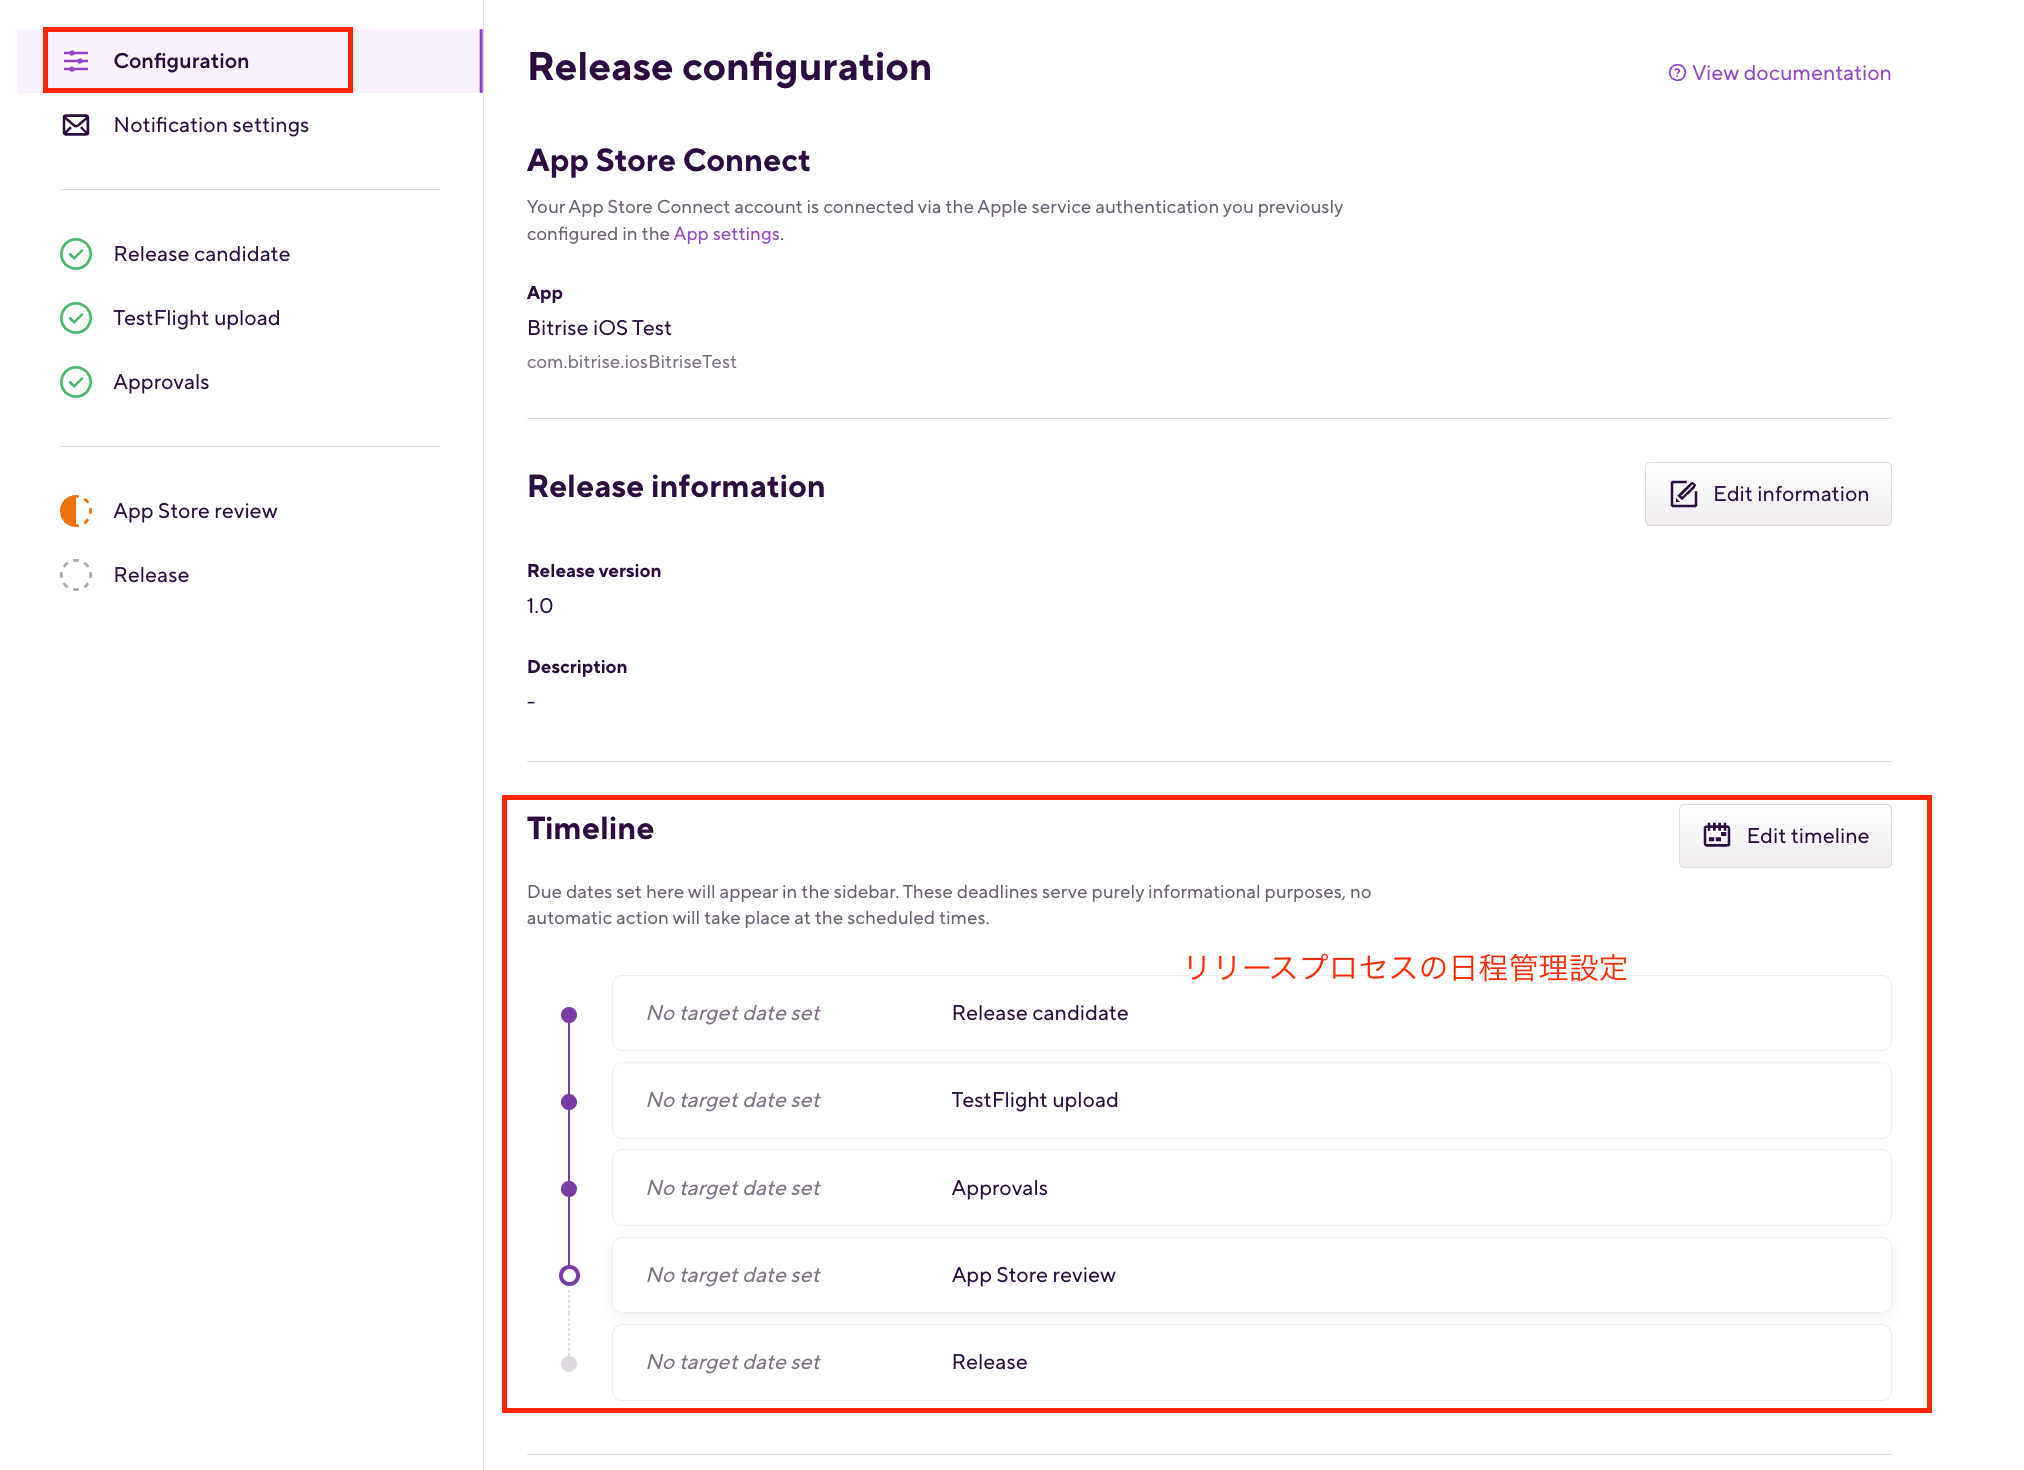 Configuration
Notification settings
Release candidate
TestFlight upload
Approvals
App Store review
Release
Release configuration
View documentation
App Store Connect
Your App Store Connect account is connected via the Apple service authentication you previously
configured in the App settings.
App
Bitrise iOS Test
com.bitrise.iosBitriseTest
Release information
Edit information
Release version
1.0
Description
-
Timeline
Edit timeline
Due dates set here will appear in the sidebar. These deadlines serve purely informational purposes, no
automatic action will take place at the scheduled times.
リリースプロセスの日程管理設定
No target date set Release candidate
No target date set TestFlight upload
No target date set Approvals
No target date set App Store review
No target date set Release